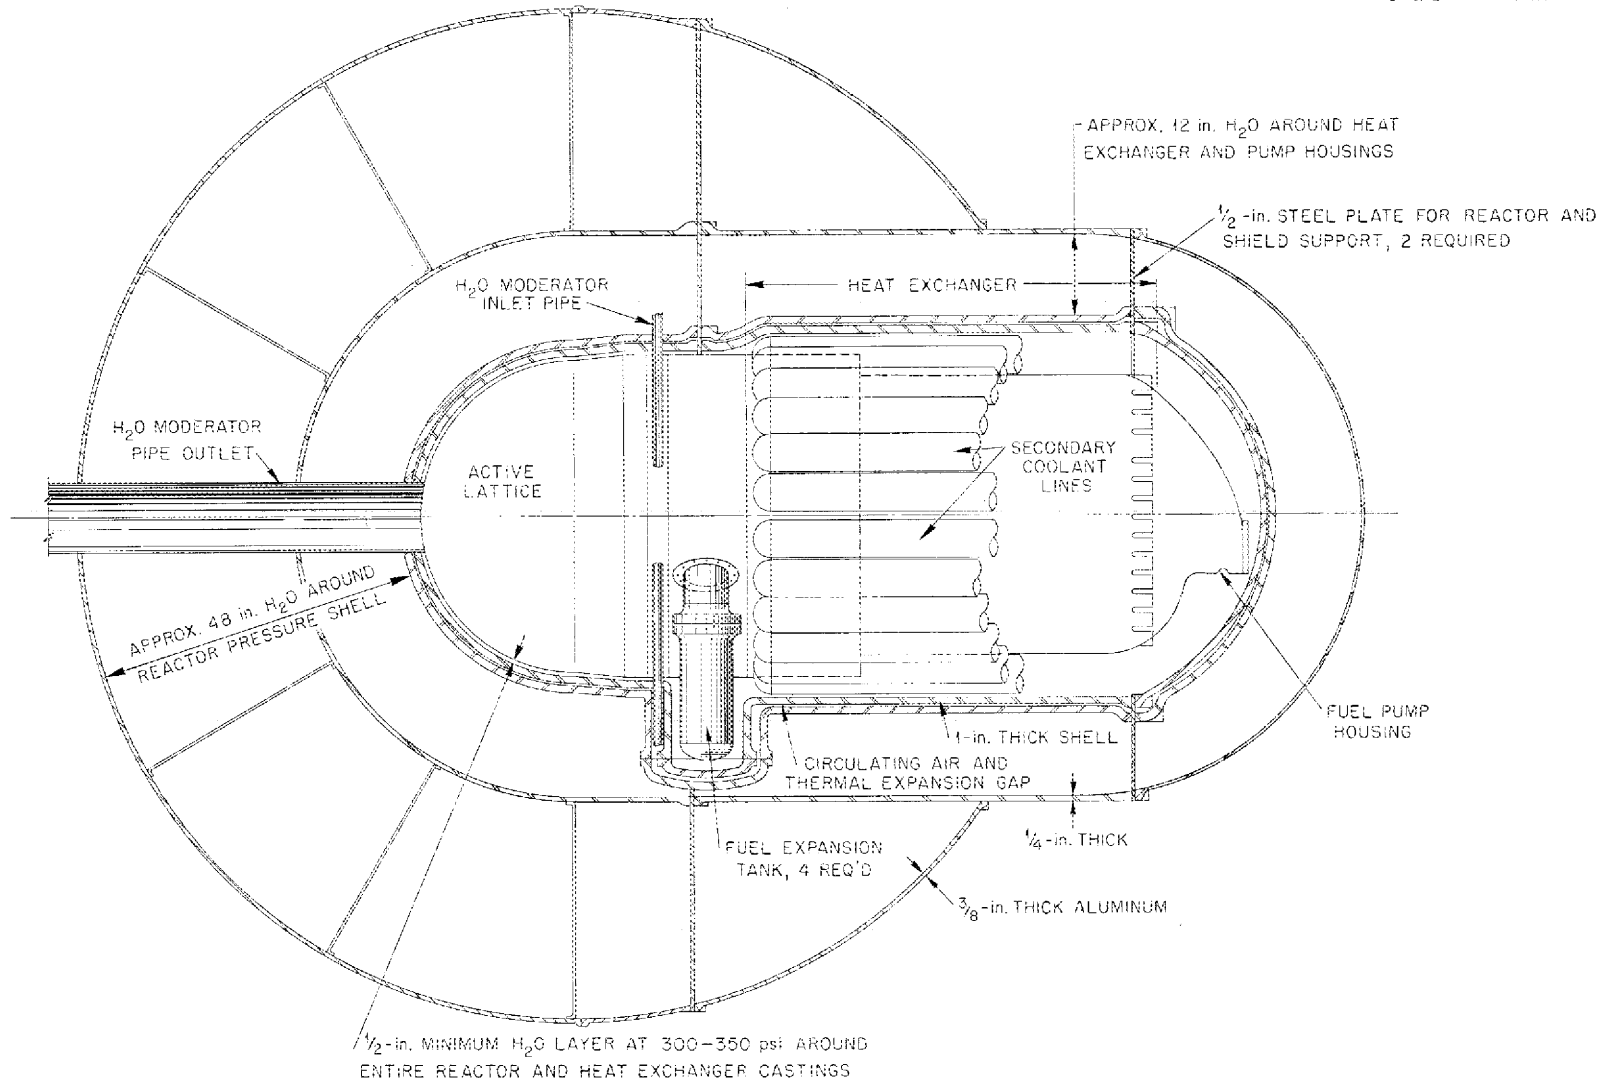 APPROX. 12 in. H₂O AROUND HEAT
EXCHANGER AND PUMP HOUSINGS
½-in. STEEL PLATE FOR REACTOR AND
SHIELD SUPPORT, 2 REQUIRED
H₂O MODERATOR
INLET PIPE
HEAT EXCHANGER
H₂O MODERATOR
PIPE OUTLET
ACTIVE
LATTICE
SECONDARY
COOLANT
LINES
APPROX. 48 in. H₂O AROUND
REACTOR PRESSURE SHELL
FUEL PUMP
HOUSING
1-in. THICK SHELL
CIRCULATING AIR AND
THERMAL EXPANSION GAP
¼-in. THICK
FUEL EXPANSION
TANK, 4 REQ'D
⅜-in. THICK ALUMINUM
½-in. MINIMUM H₂O LAYER AT 300-350 psi AROUND
ENTIRE REACTOR AND HEAT EXCHANGER CASTINGS